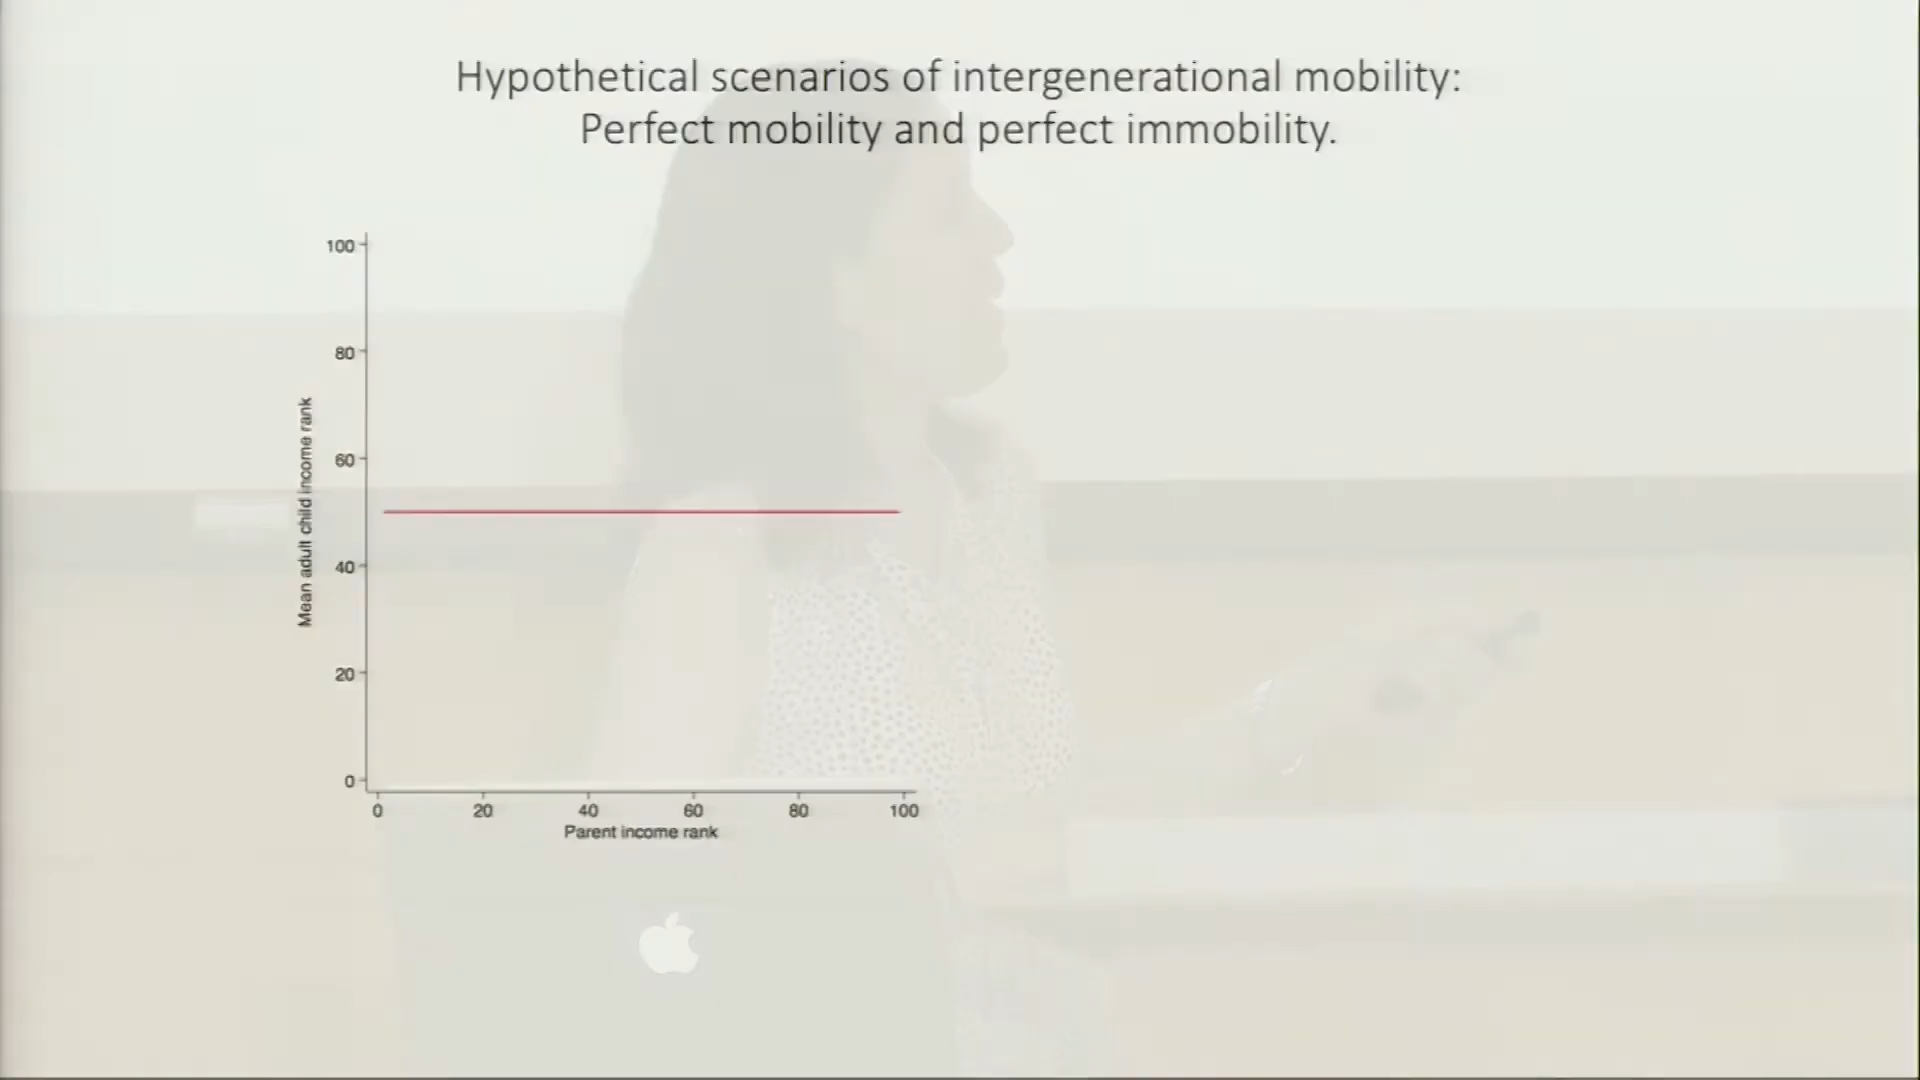 Hypothetical scenarios of intergenerational mobility:
Perfect mobility and perfect immobility.
100
80
60
40
20
0
Mean adult child income rank
0 20 40 60 80 100
Parent income rank